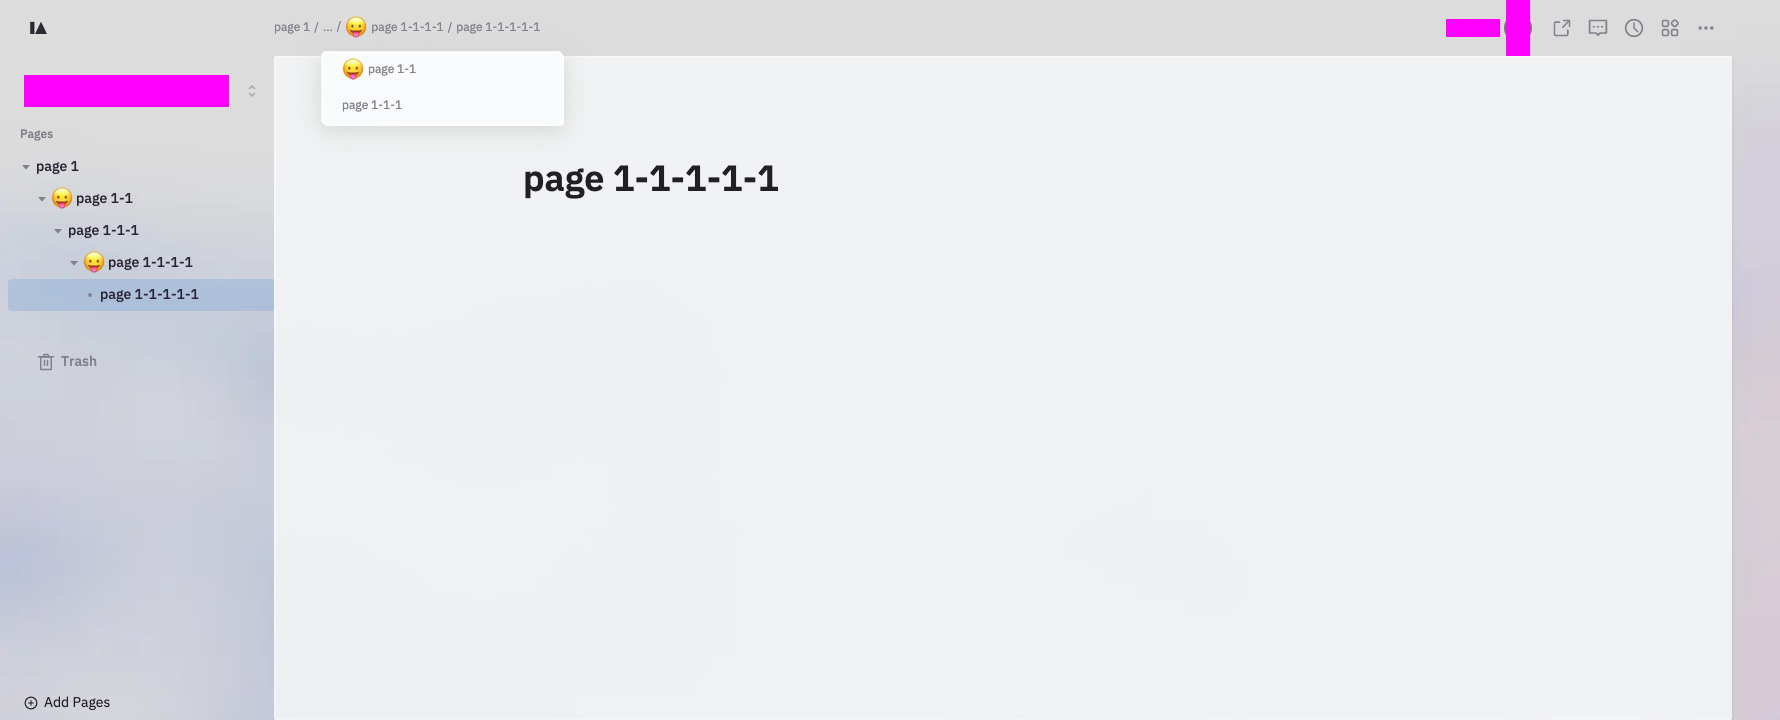 page 1 / ... / 😛 page 1-1-1-1 / page 1-1-1-1-1
😛 page 1-1
page 1-1-1
Pages
page 1
😛 page 1-1
page 1-1-1
😛 page 1-1-1-1
page 1-1-1-1-1
Trash
Add Pages
page 1-1-1-1-1